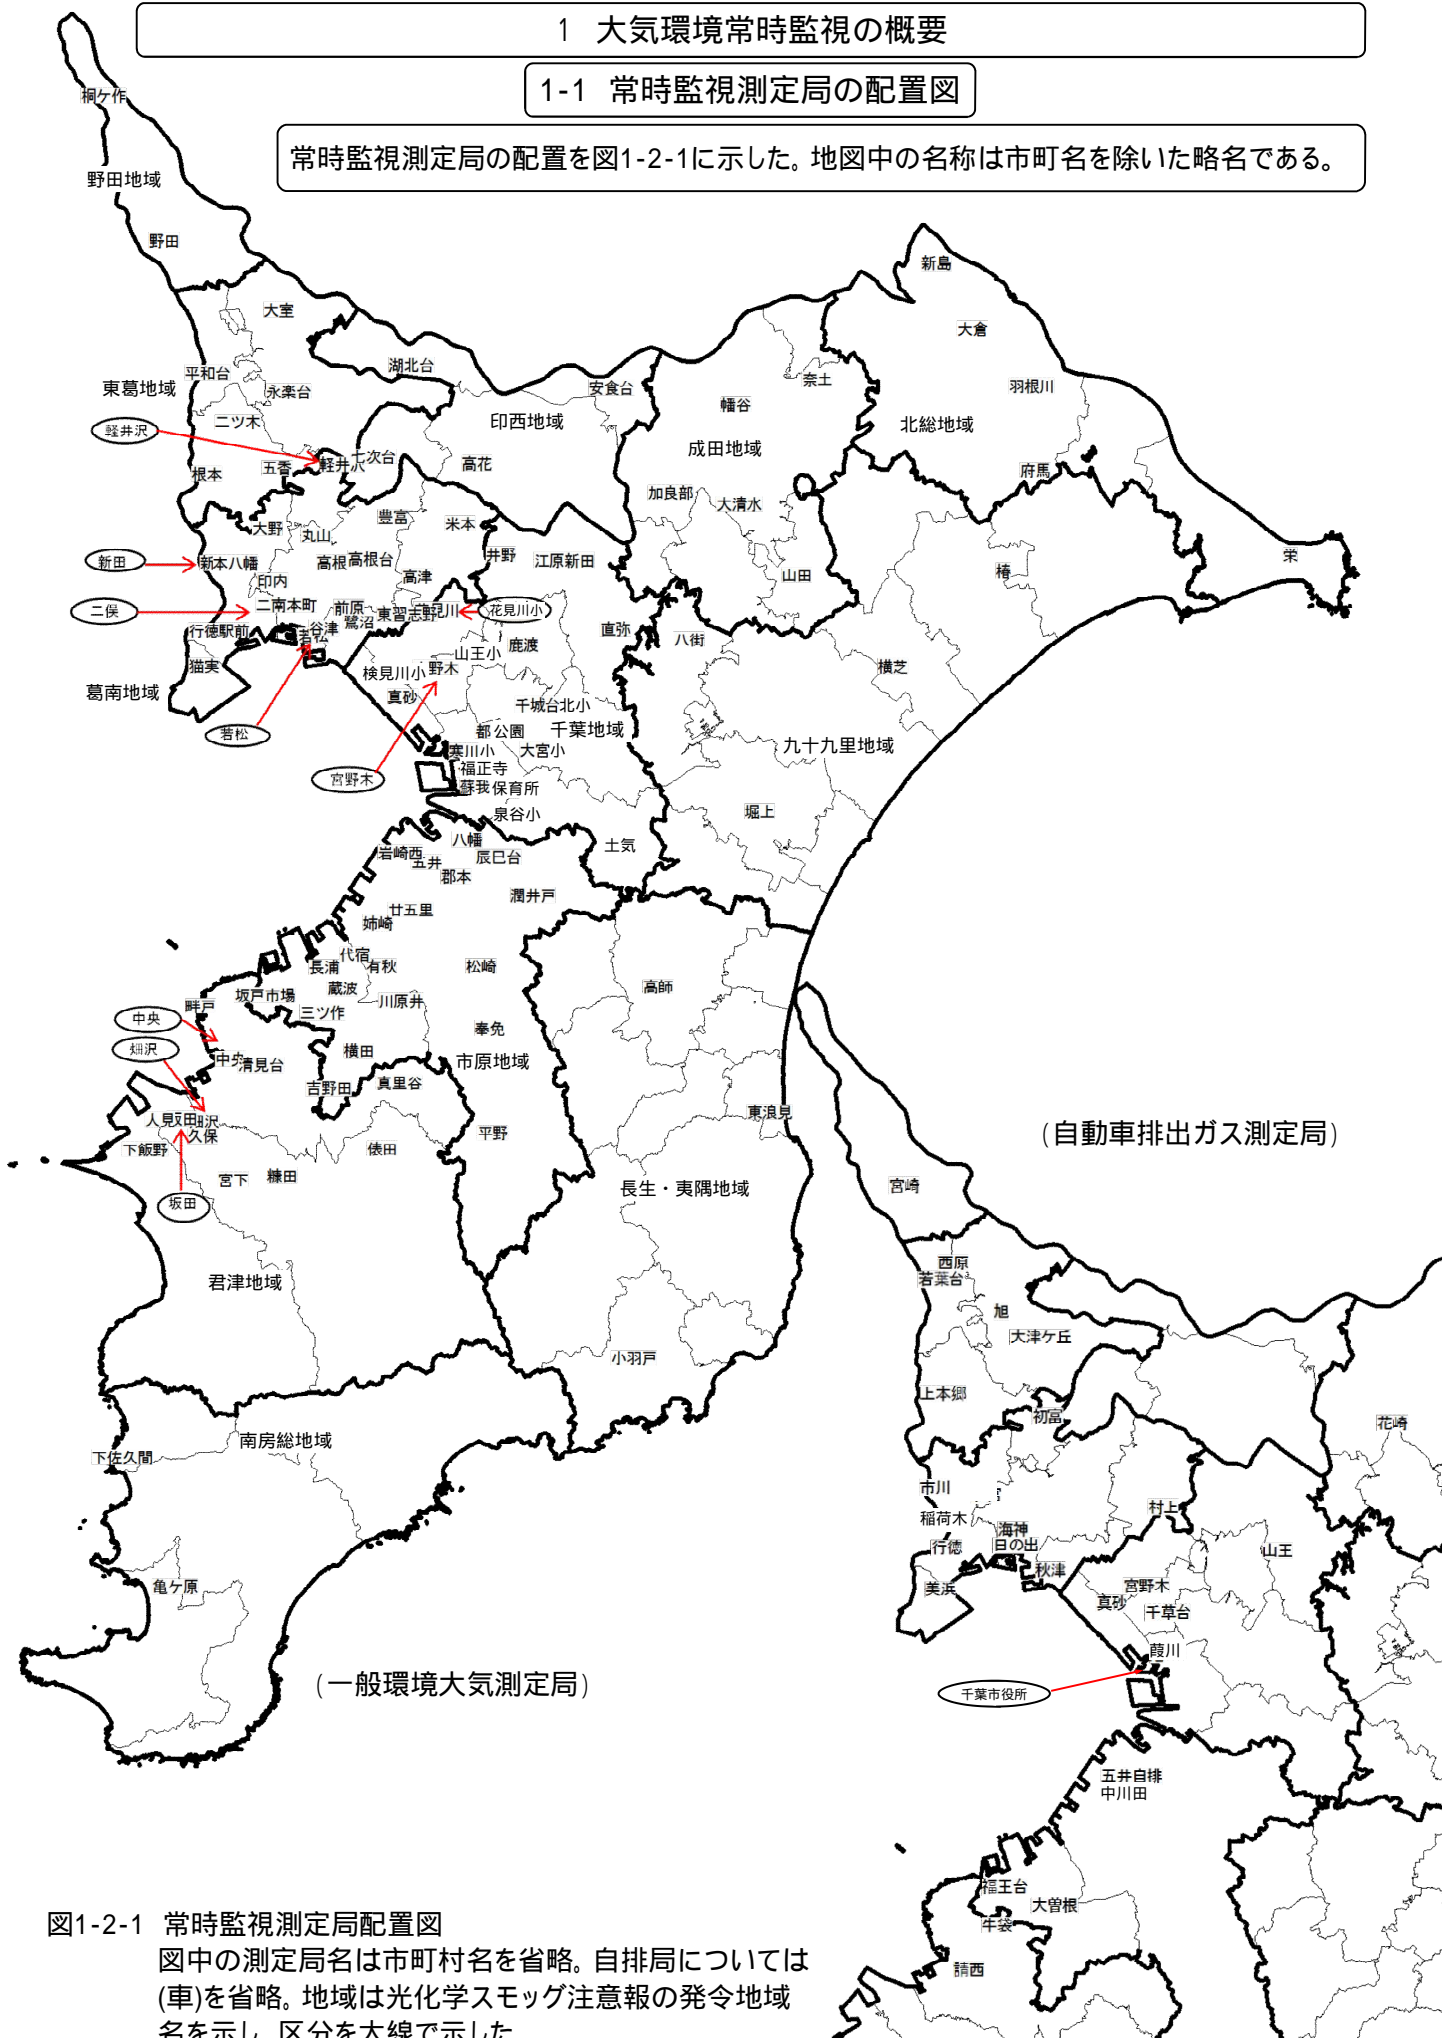 1 大気環境常時監視の概要
1-1 常時監視測定局の配置図
常時監視測定局の配置を図1-2-1に示した。地図中の名称は市町名を除いた略名である。
桐ケ作
野田地域
野田
新島
大室
大倉
湖北台
平和台
奈土
東葛地域
永楽台
安食台
羽根川
幡谷
二ツ木
印西地域
北総地域
軽井沢
成田地域
七次台
軽井沢
高花
五香
根本
府馬
加良部
大清水
豊富
米本
大野
丸山
井野
新田
新本八幡
高根
高根台
江原新田
栄
椿
印内
高津
山田
二俣
二南本町
前原
東習志野
見川
花見川小
鷺沼
谷津
行徳駅前
直弥
八街
若松
山王小
鹿渡
猫実
検見川小
野木
横芝
葛南地域
真砂
千城台北小
若松
都公園
千葉地域
九十九里地域
寒川小
大宮小
宮野木
福正寺
蘇我保育所
堀上
泉谷小
八幡
土気
岩崎西
五井
辰巳台
郡本
潤井戸
廿五里
姉崎
代宿
長浦
有秋
松崎
高師
蔵波
坂戸市場
川原井
畔戸
三ツ作
中央
奉免
畑沢
横田
中央
清見台
市原地域
吉野田
真里谷
東浪見
人見
坂田
畑沢
久保
平野
(自動車排出ガス測定局)
下飯野
俵田
宮下
糠田
長生・夷隅地域
宮崎
坂田
西原
若葉台
君津地域
旭
大津ケ丘
小羽戸
上本郷
初富
花崎
南房総地域
下佐久間
市川
村上
稲荷木
海神
日の出
行徳
山王
秋津
亀ケ原
美浜
宮野木
真砂
千草台
葭川
(一般環境大気測定局)
千葉市役所
五井自排
中川田
福王台
大曽根
牛袋
請西
図1-2-1 常時監視測定局配置図
図中の測定局名は市町村名を省略。自排局については
(車)を省略。地域は光化学スモッグ注意報の発令地域
名を示し、区分を太線で示した